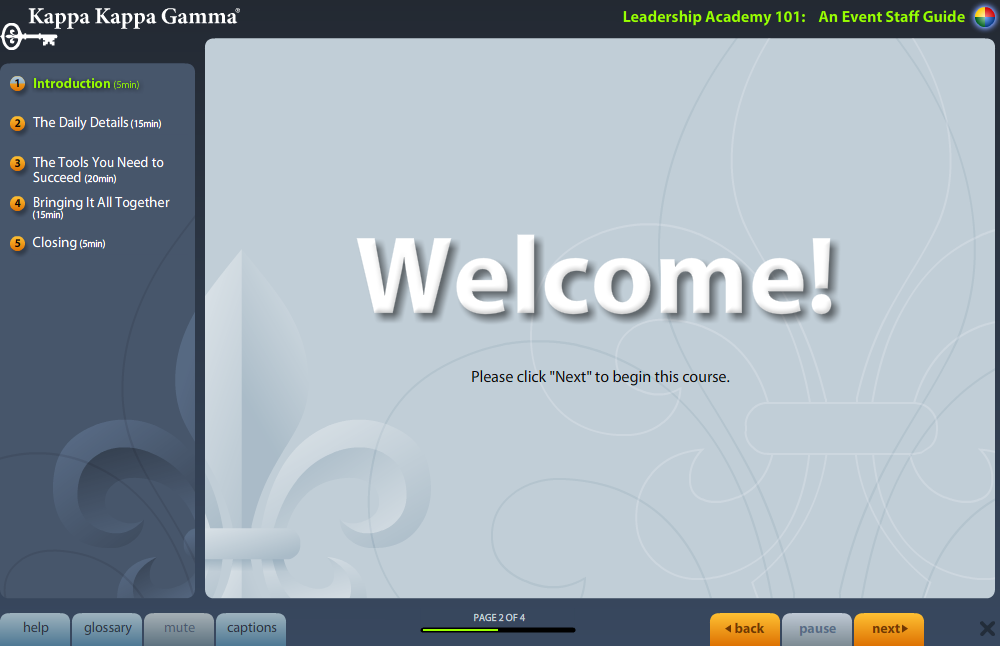 Kappa Kappa Gamma®
Leadership Academy 101: An Event Staff Guide
1 Introduction (5min)
2 The Daily Details (15min)
3 The Tools You Need to
Succeed (20min)
4 Bringing It All Together
(15min)
5 Closing (5min)
Welcome!
Please click "Next" to begin this course.
help
glossary
mute
captions
PAGE 2 OF 4
back
pause
next